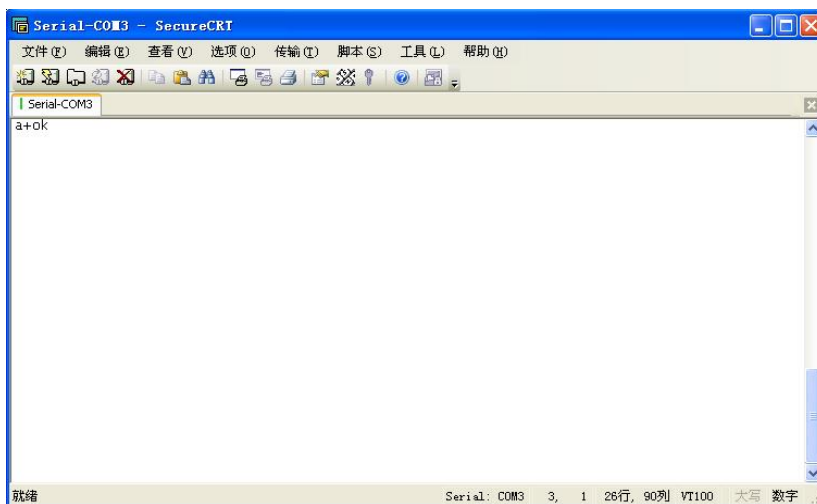 Serial-COM3 - SecureCRT
文件(F) 编辑(E) 查看(V) 选项(O) 传输(T) 脚本(S) 工具(L) 帮助(H)
Serial-COM3
a+ok
就绪 Serial: COM3 3, 1 26行, 90列 VT100 大写 数字